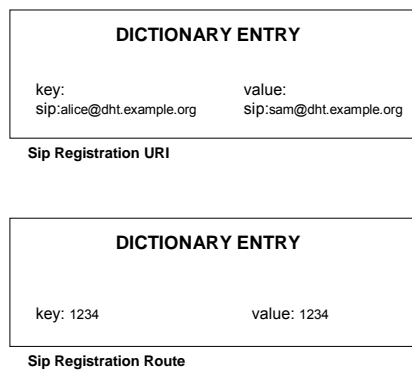 DICTIONARY ENTRY
key: value:
sip:alice@dht.example.org sip:sam@dht.example.org
Sip Registration URI
DICTIONARY ENTRY
key: 1234 value: 1234
Sip Registration Route